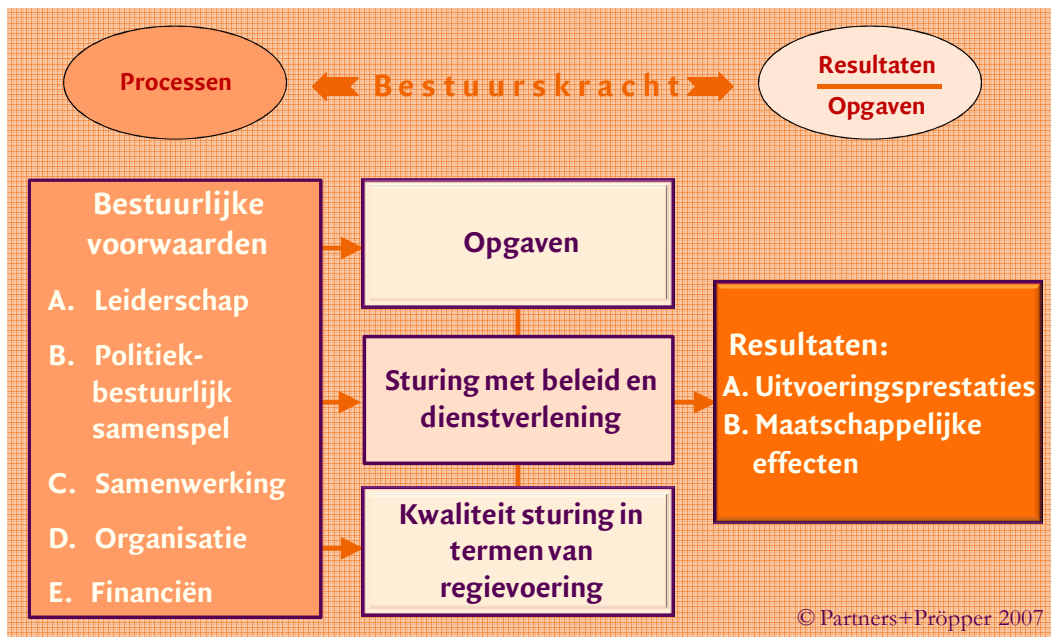 Processen
Bestuurskracht
Resultaten
Opgaven
Bestuurlijke
voorwaarden
A. Leiderschap
B. Politiek-
bestuurlijk
samenspel
C. Samenwerking
D. Organisatie
E. Financiën
Opgaven
Sturing met beleid en
dienstverlening
Kwaliteit sturing in
termen van
regievoering
Resultaten:
A. Uitvoeringsprestaties
B. Maatschappelijke
effecten
© Partners+Pröpper 2007